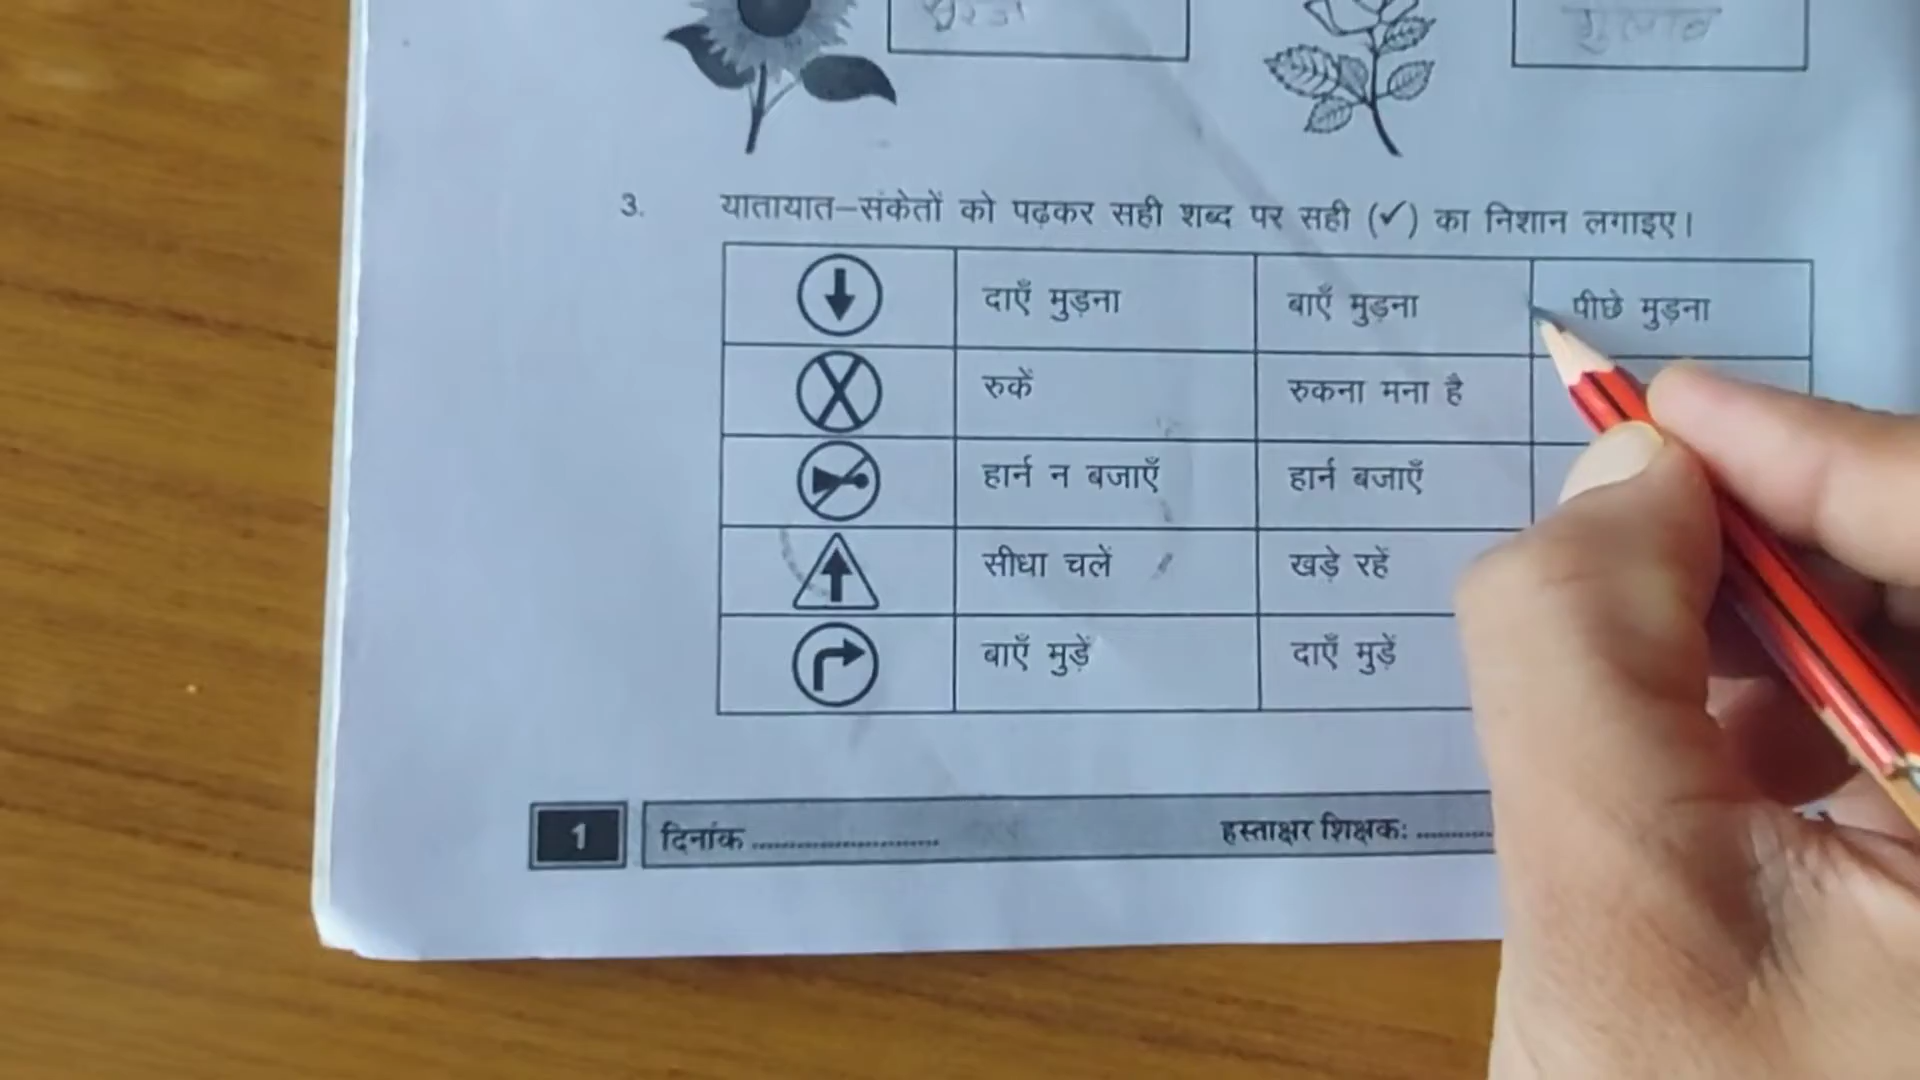 गुलाब
3. यातायात-संकेतों को पढ़कर सही शब्द पर सही (✓) का निशान लगाइए।
दाएँ मुड़ना बाएँ मुड़ना पीछे मुड़ना
रुकें रुकना मना है
हार्न न बजाएँ हार्न बजाएँ
सीधा चलें खड़े रहें
बाएँ मुड़ें दाएँ मुड़ें
1 दिनांक ........................ हस्ताक्षर शिक्षक: ..........